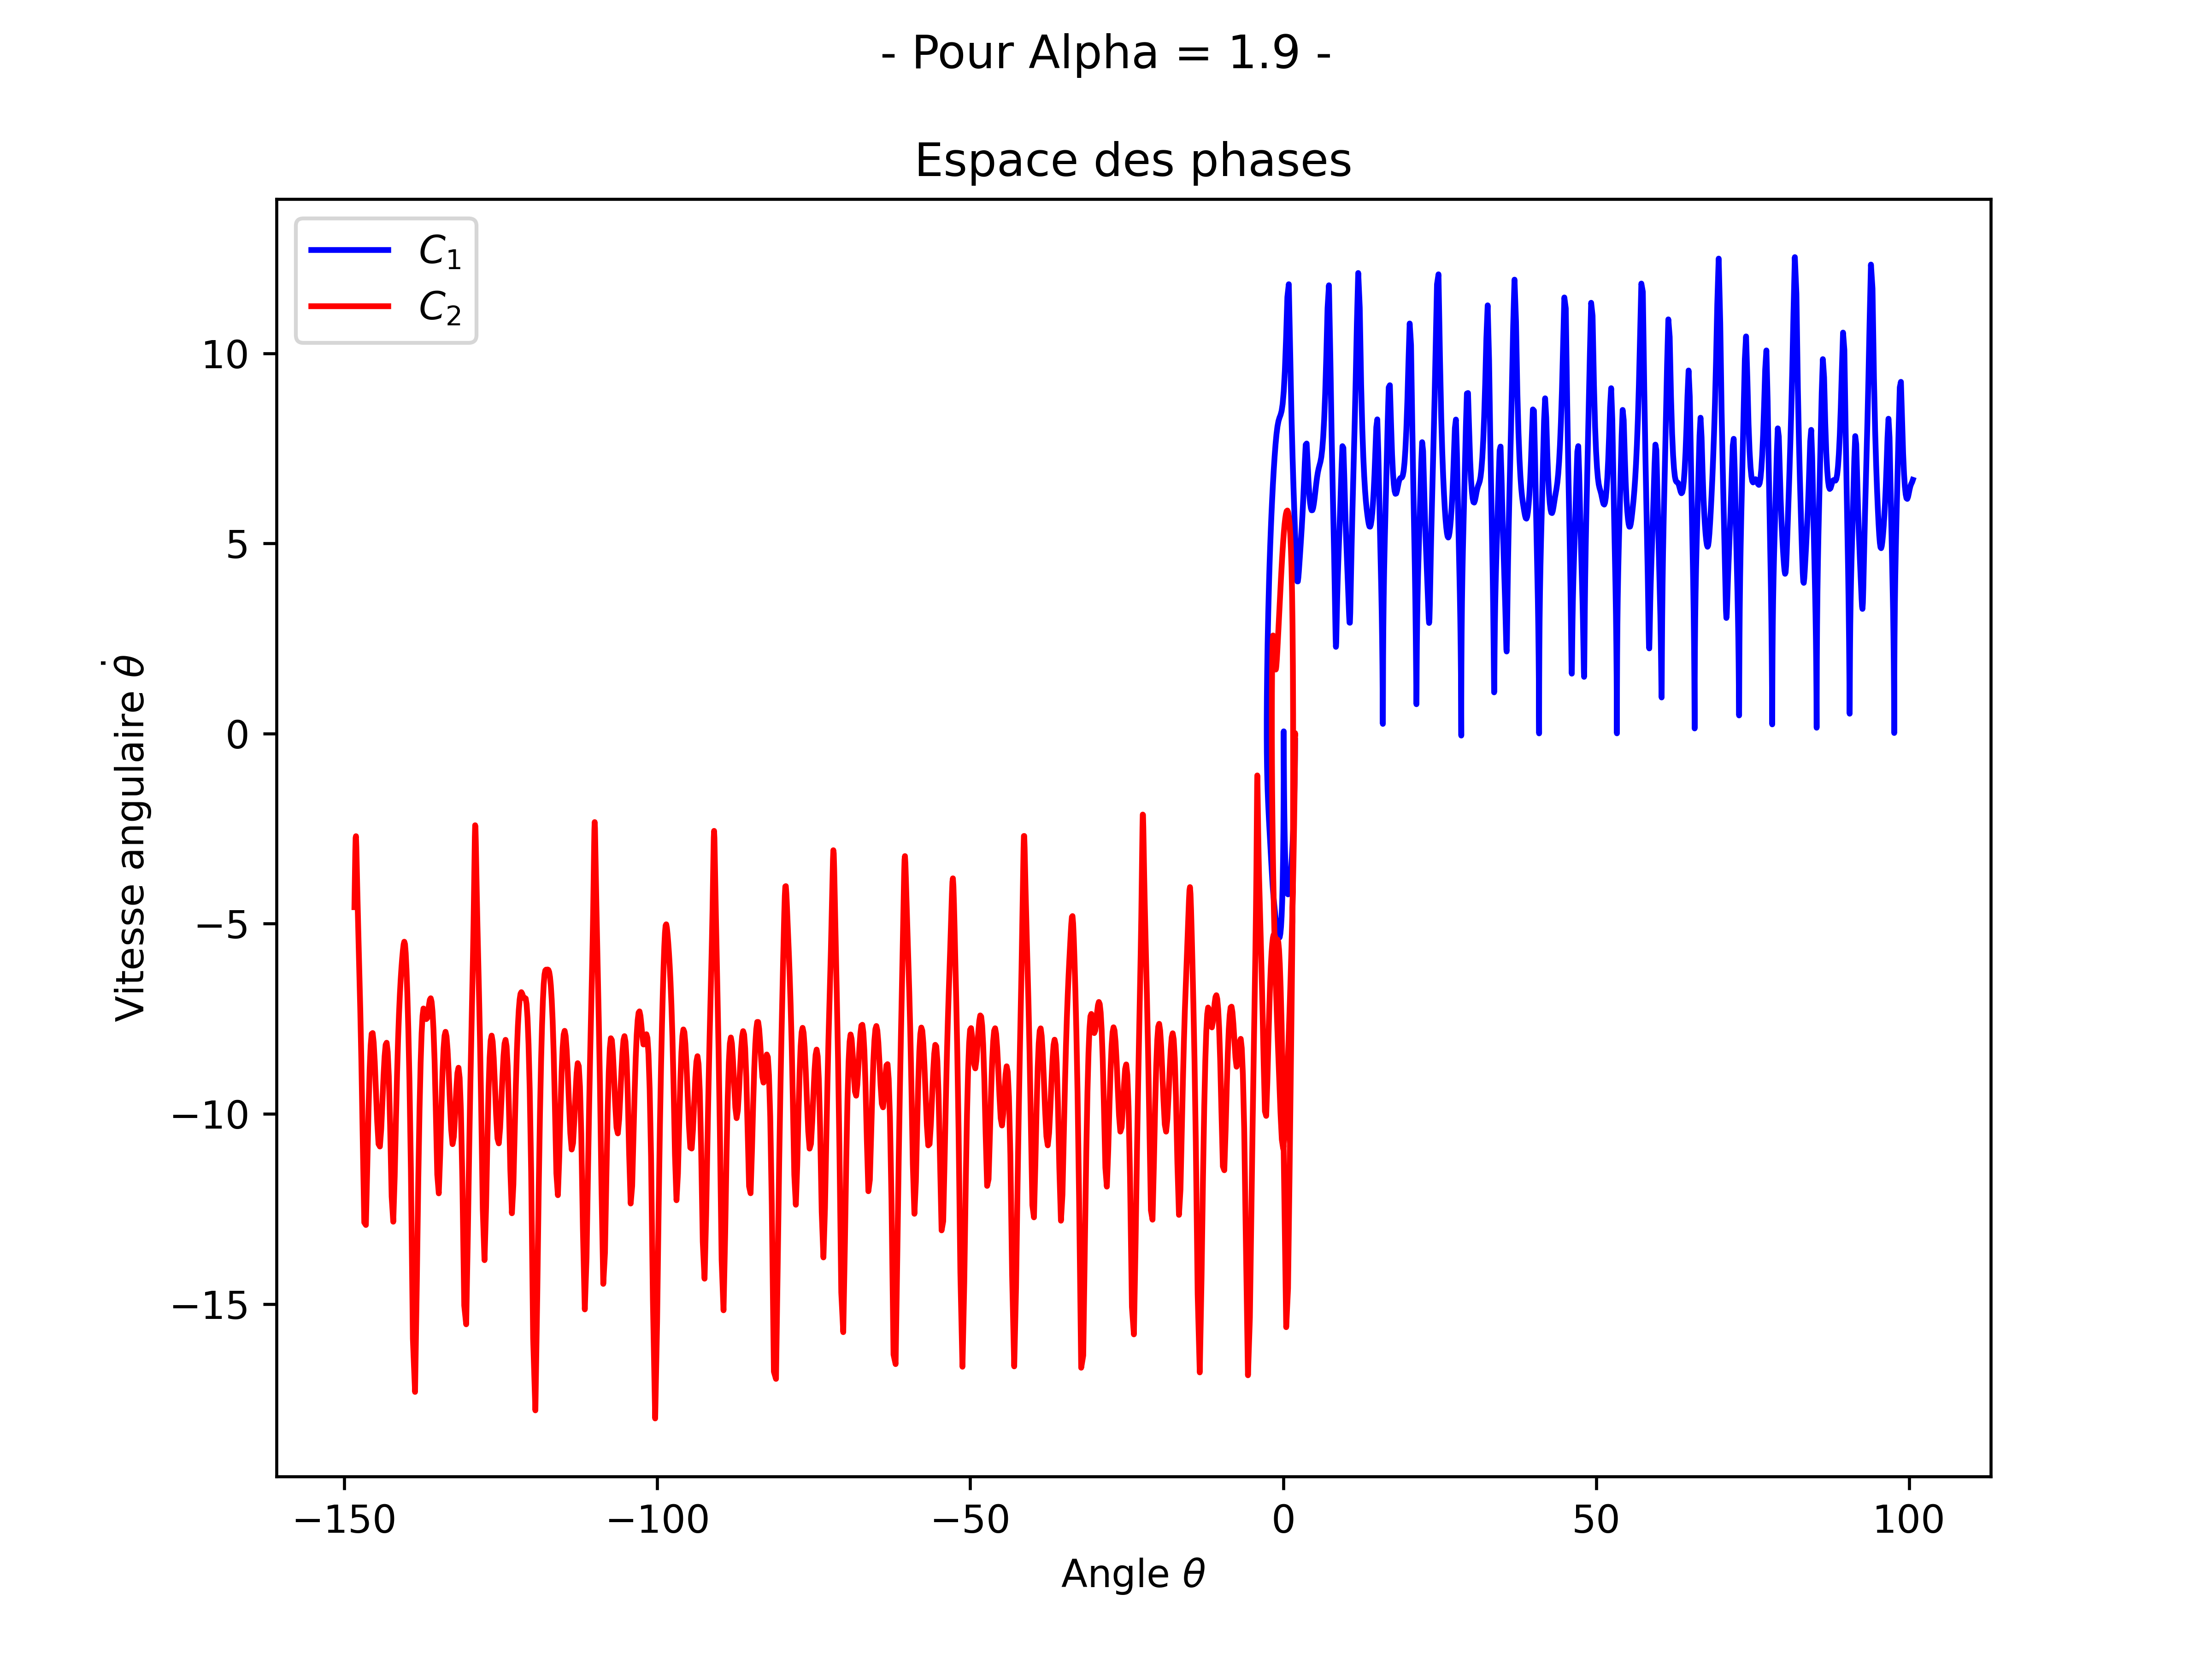 - Pour Alpha = 1.9 -
Espace des phases
C₁
C₂
10
5
0
−5
−10
−15
Vitesse angulaire θ̇
−150
−100
−50
0
50
100
Angle θ